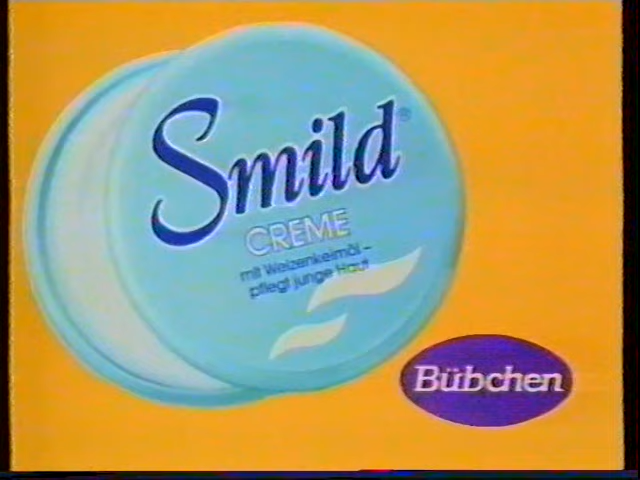 Smild®
CREME
mit Weizenkeimöl –
pflegt junge Haut
Bübchen